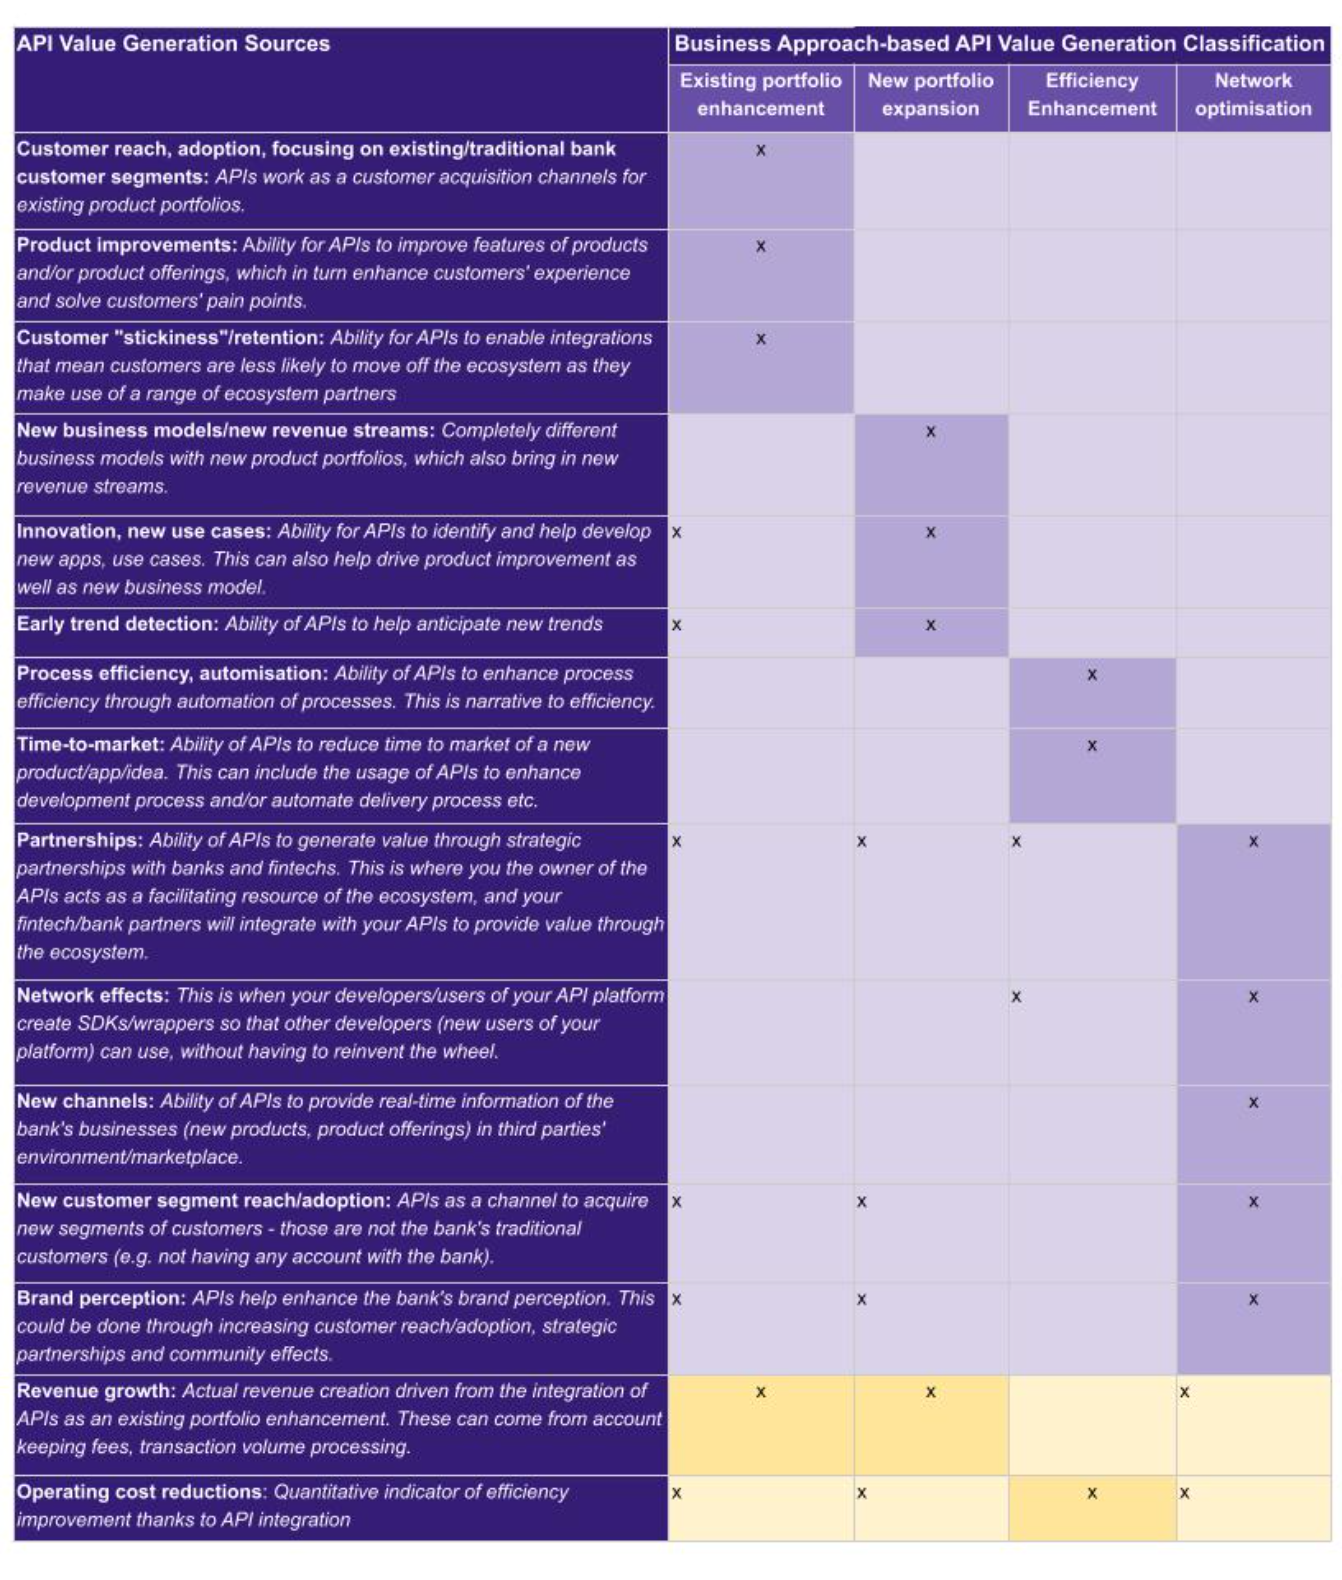 API Value Generation Sources
Business Approach-based API Value Generation Classification
Existing portfolio
enhancement
New portfolio
expansion
Efficiency
Enhancement
Network
optimisation
Customer reach, adoption, focusing on existing/traditional bank
customer segments: APIs work as a customer acquisition channels for
existing product portfolios.
x
Product improvements: Ability for APIs to improve features of products
and/or product offerings, which in turn enhance customers' experience
and solve customers' pain points.
x
Customer "stickiness"/retention: Ability for APIs to enable integrations
that mean customers are less likely to move off the ecosystem as they
make use of a range of ecosystem partners
x
New business models/new revenue streams: Completely different
business models with new product portfolios, which also bring in new
revenue streams.
x
Innovation, new use cases: Ability for APIs to identify and help develop
new apps, use cases. This can also help drive product improvement as
well as new business model.
x x
Early trend detection: Ability of APIs to help anticipate new trends
x x
Process efficiency, automisation: Ability of APIs to enhance process
efficiency through automation of processes. This is narrative to efficiency.
x
Time-to-market: Ability of APIs to reduce time to market of a new
product/app/idea. This can include the usage of APIs to enhance
development process and/or automate delivery process etc.
x
Partnerships: Ability of APIs to generate value through strategic
partnerships with banks and fintechs. This is where you the owner of the
APIs acts as a facilitating resource of the ecosystem, and your
fintech/bank partners will integrate with your APIs to provide value through
the ecosystem.
x x x x
Network effects: This is when your developers/users of your API platform
create SDKs/wrappers so that other developers (new users of your
platform) can use, without having to reinvent the wheel.
x x
New channels: Ability of APIs to provide real-time information of the
bank's businesses (new products, product offerings) in third parties'
environment/marketplace.
x
New customer segment reach/adoption: APIs as a channel to acquire
new segments of customers - those are not the bank's traditional
customers (e.g. not having any account with the bank).
x x x
Brand perception: APIs help enhance the bank's brand perception. This
could be done through increasing customer reach/adoption, strategic
partnerships and community effects.
x x x
Revenue growth: Actual revenue creation driven from the integration of
APIs as an existing portfolio enhancement. These can come from account
keeping fees, transaction volume processing.
x x x
Operating cost reductions: Quantitative indicator of efficiency
improvement thanks to API integration
x x x x